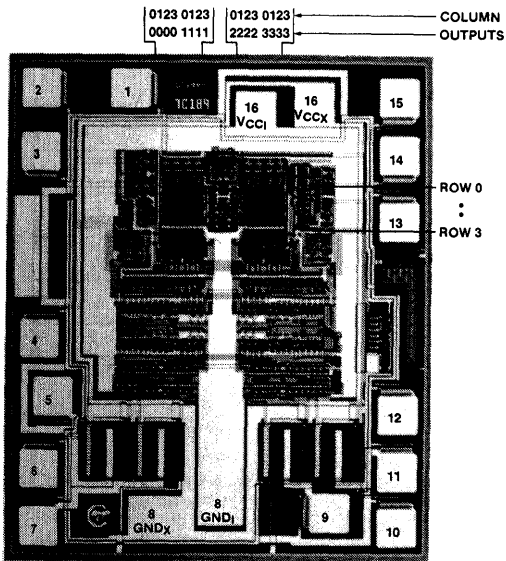 0123 0123 0123 0123 COLUMN
0000 1111 2222 3333 OUTPUTS
2
1
7C189
16
VCCI
16
VCCX
15
3
14
ROW 0
13
ROW 3
4
5
12
6
11
7
8
GNDX
8
GNDI
9
10